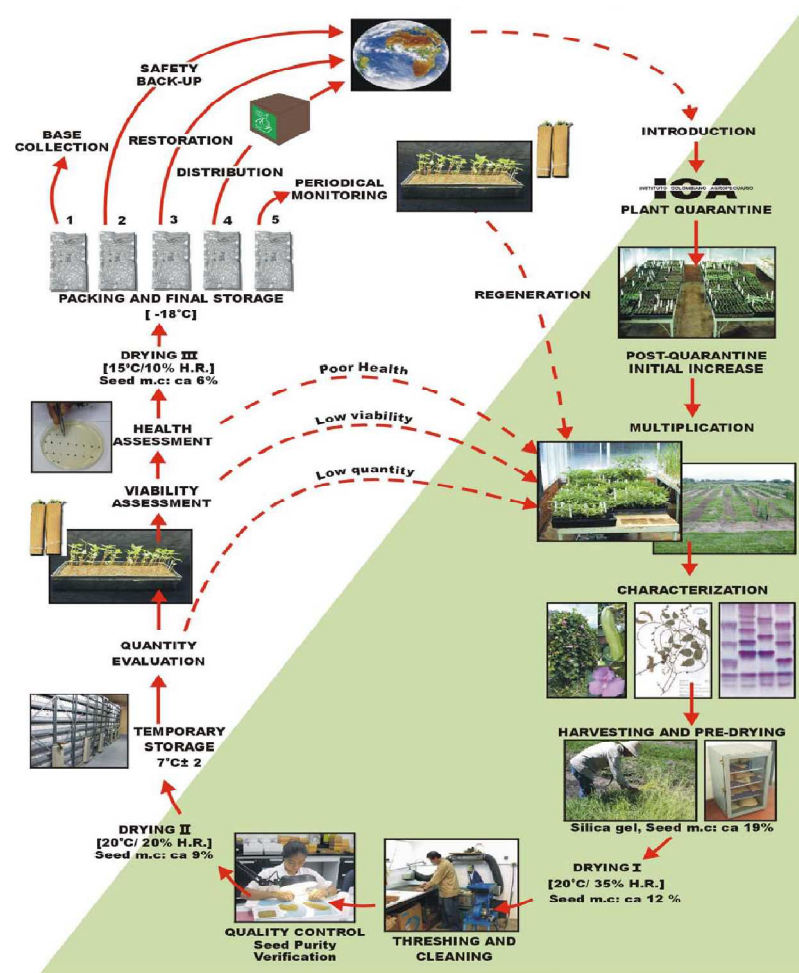 SAFETY
BACK-UP
BASE
COLLECTION
RESTORATION
DISTRIBUTION
PERIODICAL
MONITORING
1
2
3
4
5
PACKING AND FINAL STORAGE
[ -18°C]
DRYING III
[15°C/10% H.R.]
Seed m.c: ca 6%
HEALTH
ASSESSMENT
VIABILITY
ASSESSMENT
QUANTITY
EVALUATION
TEMPORARY
STORAGE
7°C± 2
DRYING II
[20°C/ 20% H.R.]
Seed m.c: ca 9%
QUALITY CONTROL
Seed Purity
Verification
THRESHING AND
CLEANING
DRYING I
[20°C/ 35% H.R.]
Seed m.c: ca 12 %
Silica gel, Seed m.c: ca 19%
HARVESTING AND PRE-DRYING
CHARACTERIZATION
MULTIPLICATION
POST-QUARANTINE
INITIAL INCREASE
PLANT QUARANTINE
INSTITUTO COLOMBIANO AGROPECUARIO
ICA
INTRODUCTION
REGENERATION
Poor Health
Low viability
Low quantity